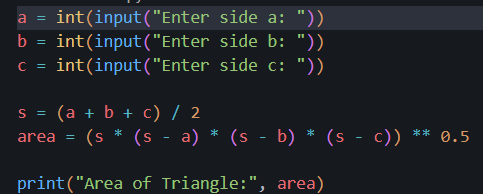 a = int(input("Enter side a: "))
b = int(input("Enter side b: "))
c = int(input("Enter side c: "))
s = (a + b + c) / 2
area = (s * (s - a) * (s - b) * (s - c)) ** 0.5
print("Area of Triangle:", area)